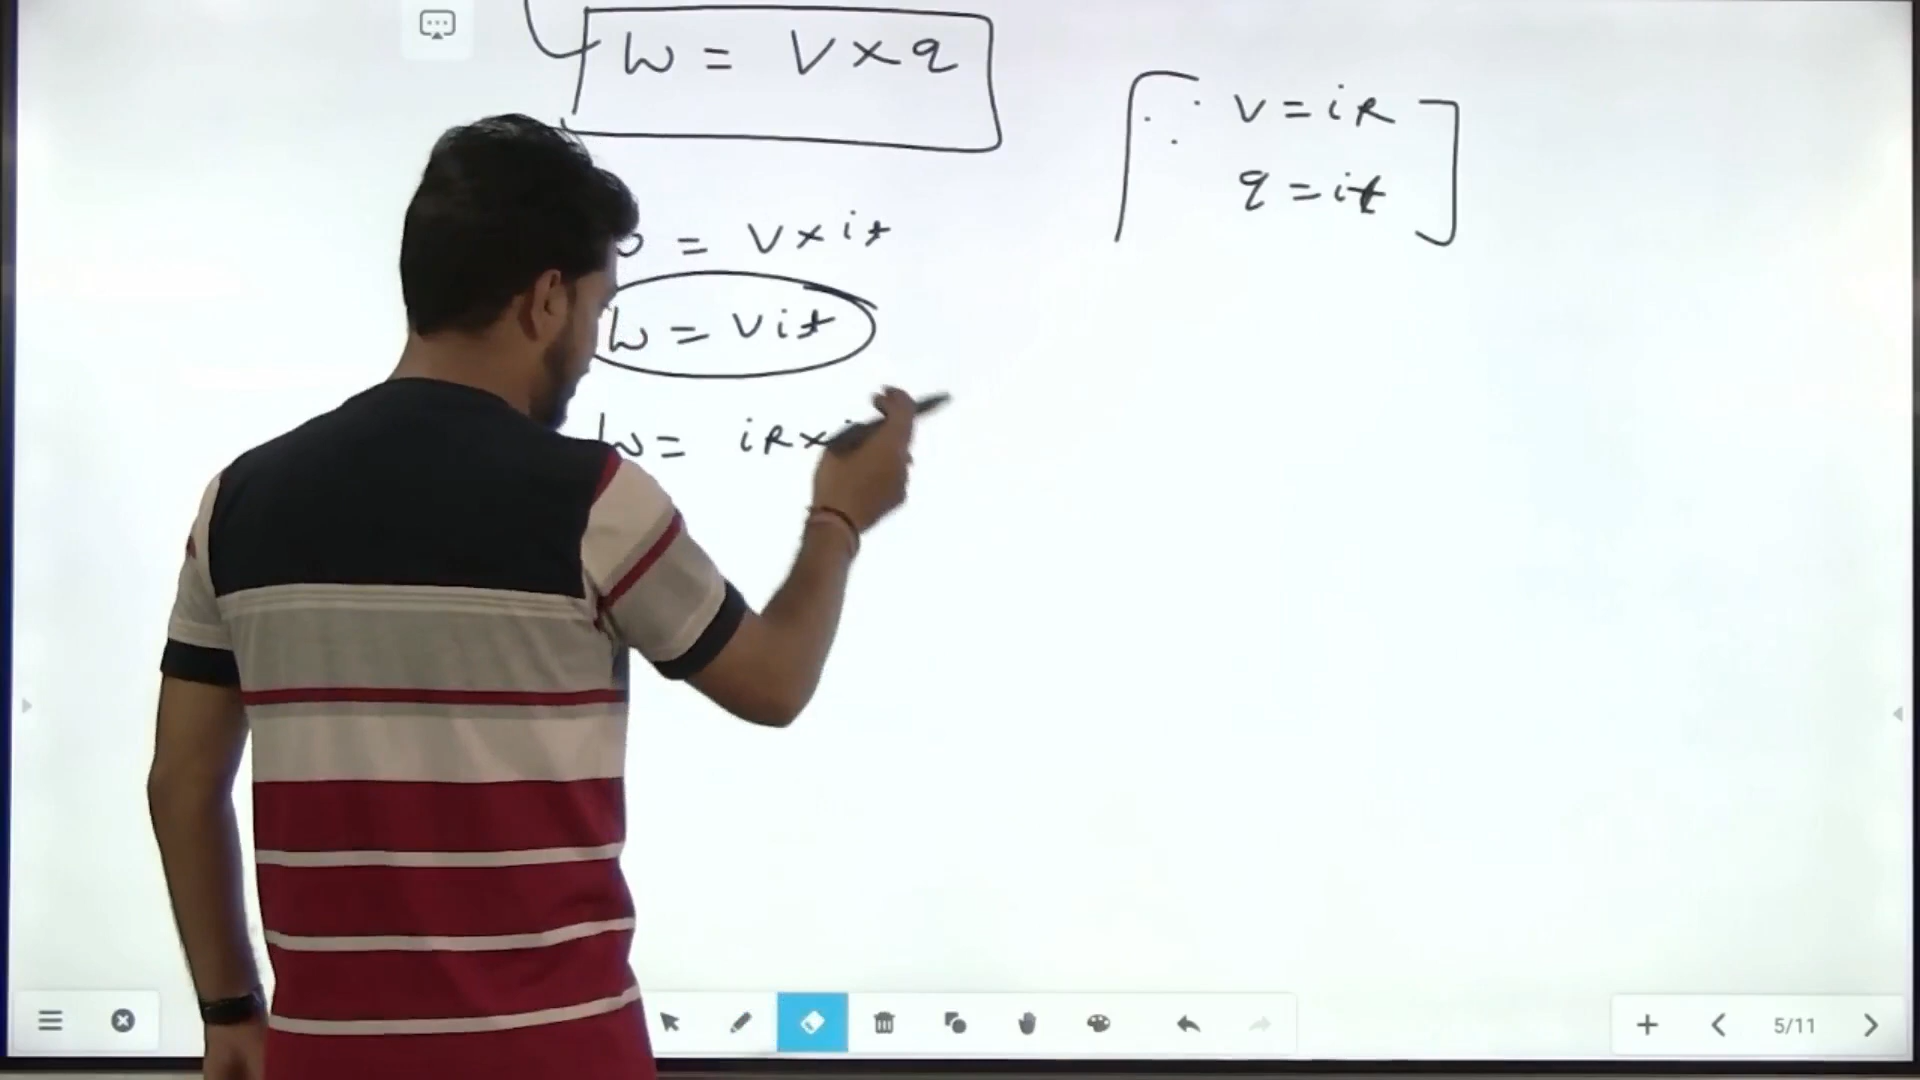 W = V × q
∵ V = iR
q = it
= V × it
W = Vit
W = iR × i
5/11